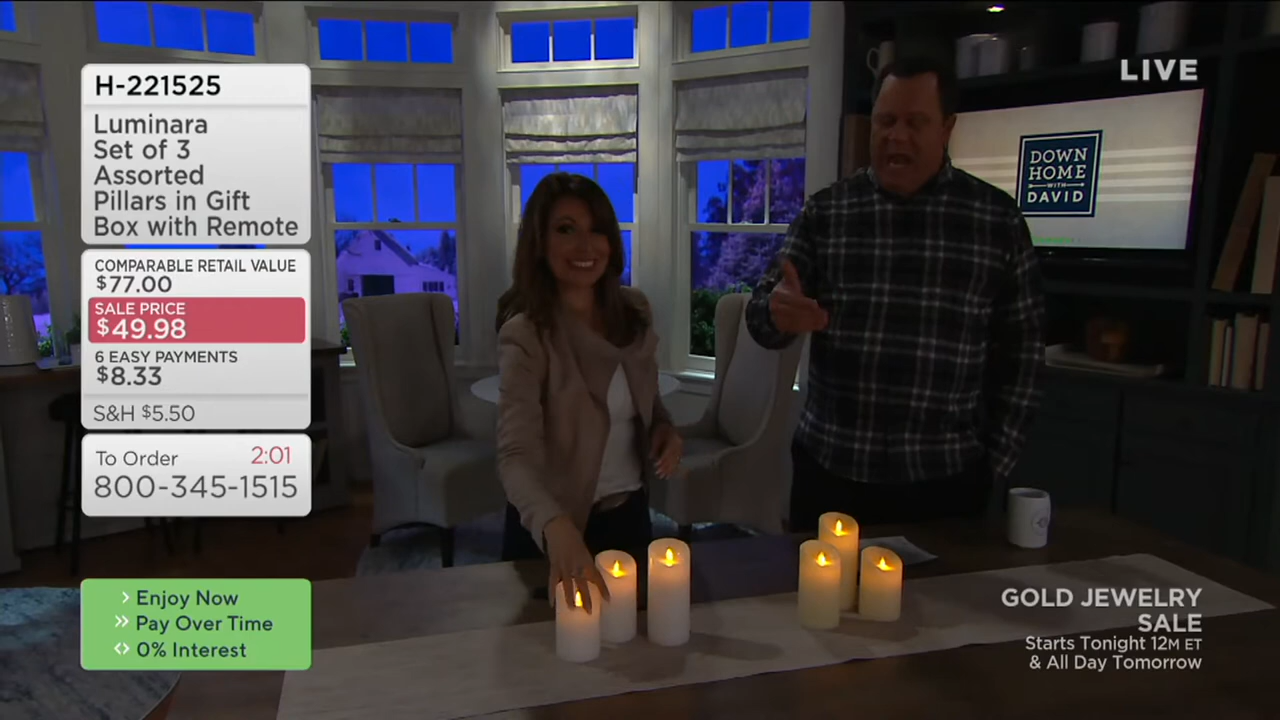 H-221525
Luminara
Set of 3
Assorted
Pillars in Gift
Box with Remote
COMPARABLE RETAIL VALUE
$77.00
SALE PRICE
$49.98
6 EASY PAYMENTS
$8.33
S&H $5.50
To Order 2:01
800-345-1515
Enjoy Now
Pay Over Time
0% Interest
LIVE
DOWN
HOME
WITH
DAVID
GOLD JEWELRY
SALE
Starts Tonight 12M ET
& All Day Tomorrow